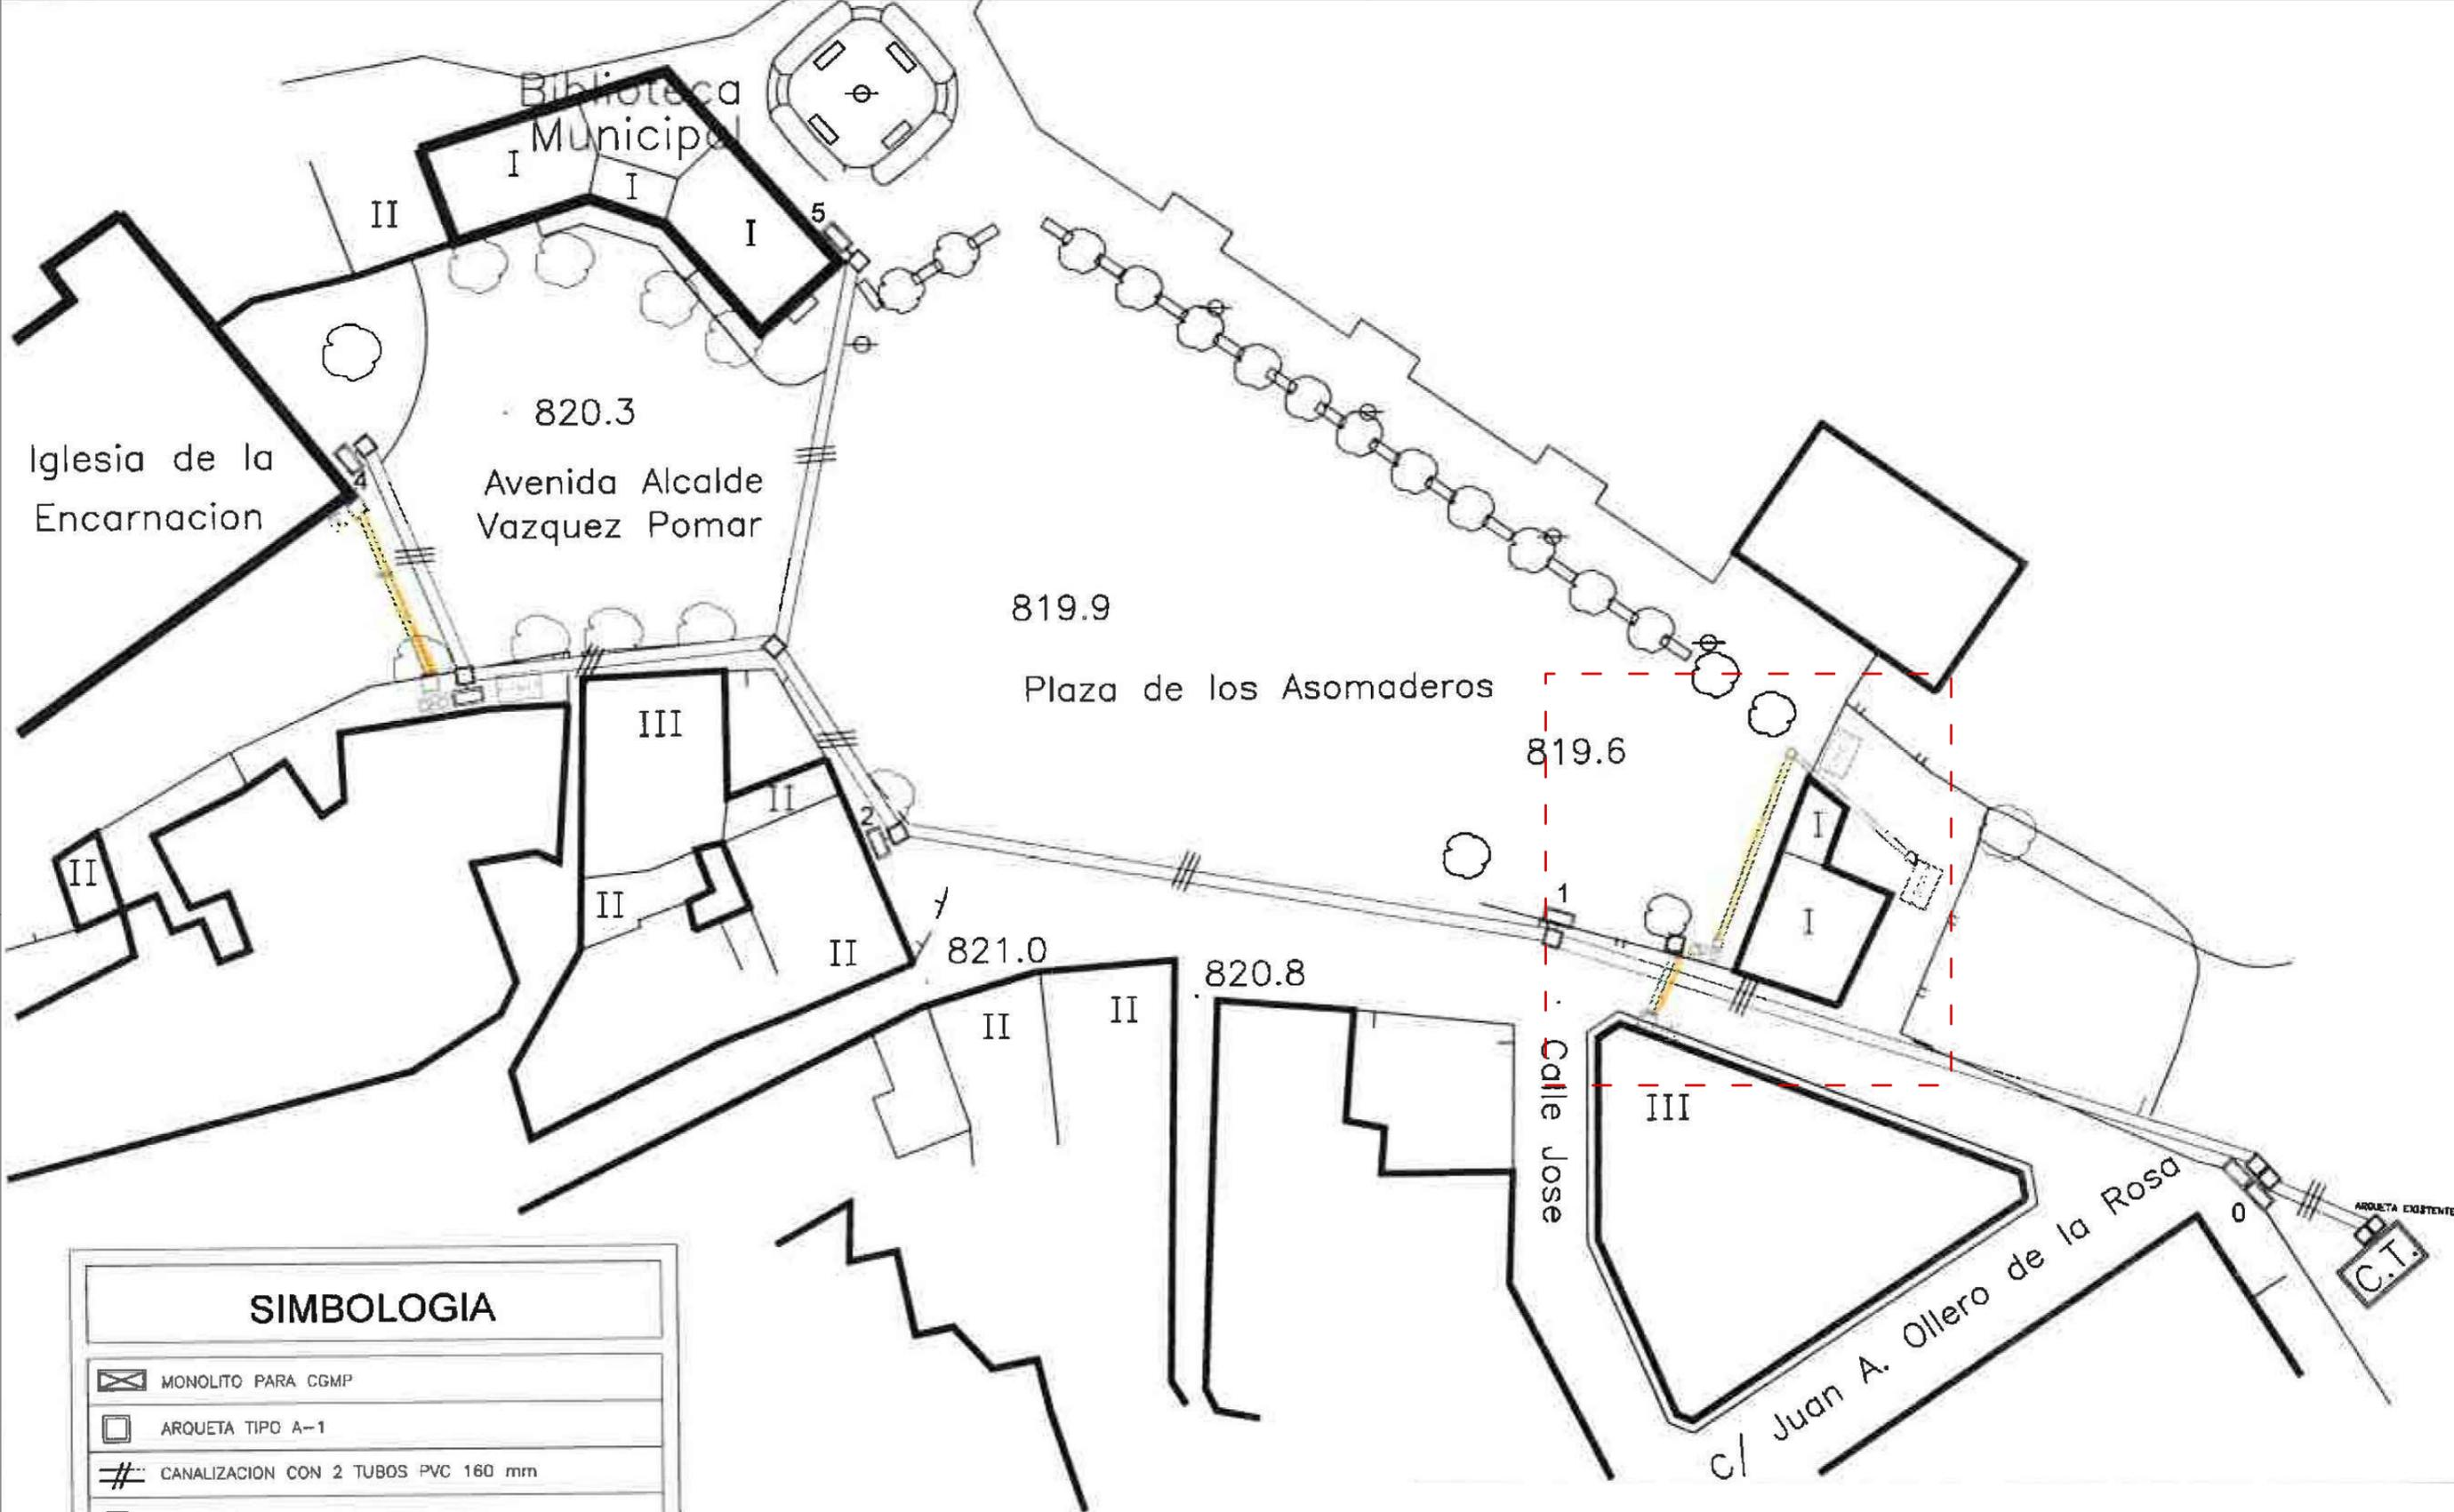 Biblioteca
Municipal
I
I
II
I
5
Iglesia de la
Encarnacion
4
820.3
Avenida Alcalde
Vazquez Pomar
819.9
Plaza de los Asomaderos
819.6
III
II
2
II
II
II
821.0
820.8
II
II
1
I
I
Calle Jose
III
c/ Juan A. Ollero de la Rosa
0
ARQUETA EXISTENTE
C.T.
SIMBOLOGIA
MONOLITO PARA CGMP
ARQUETA TIPO A-1
CANALIZACION CON 2 TUBOS PVC 160 mm